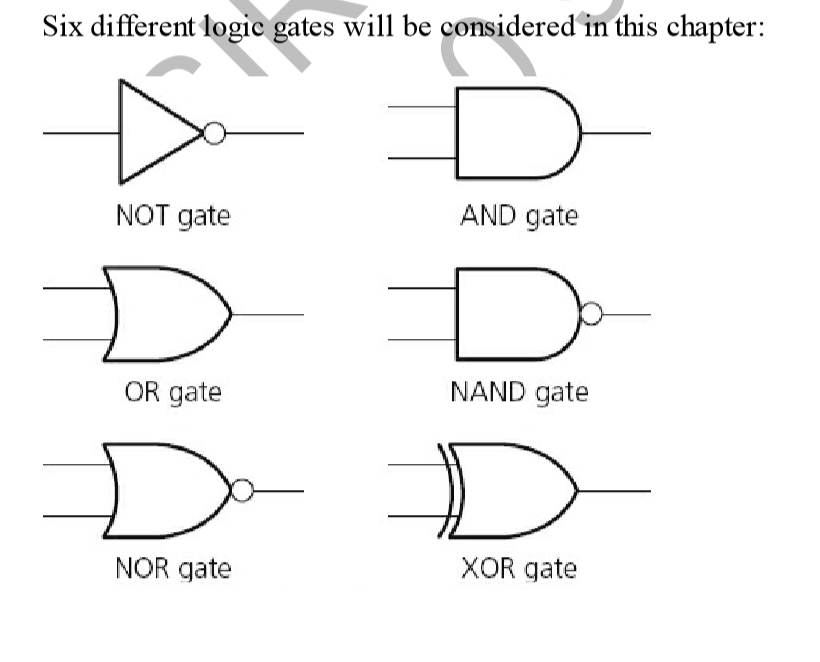 Six different logic gates will be considered in this chapter:
NOT gate
AND gate
OR gate
NAND gate
NOR gate
XOR gate